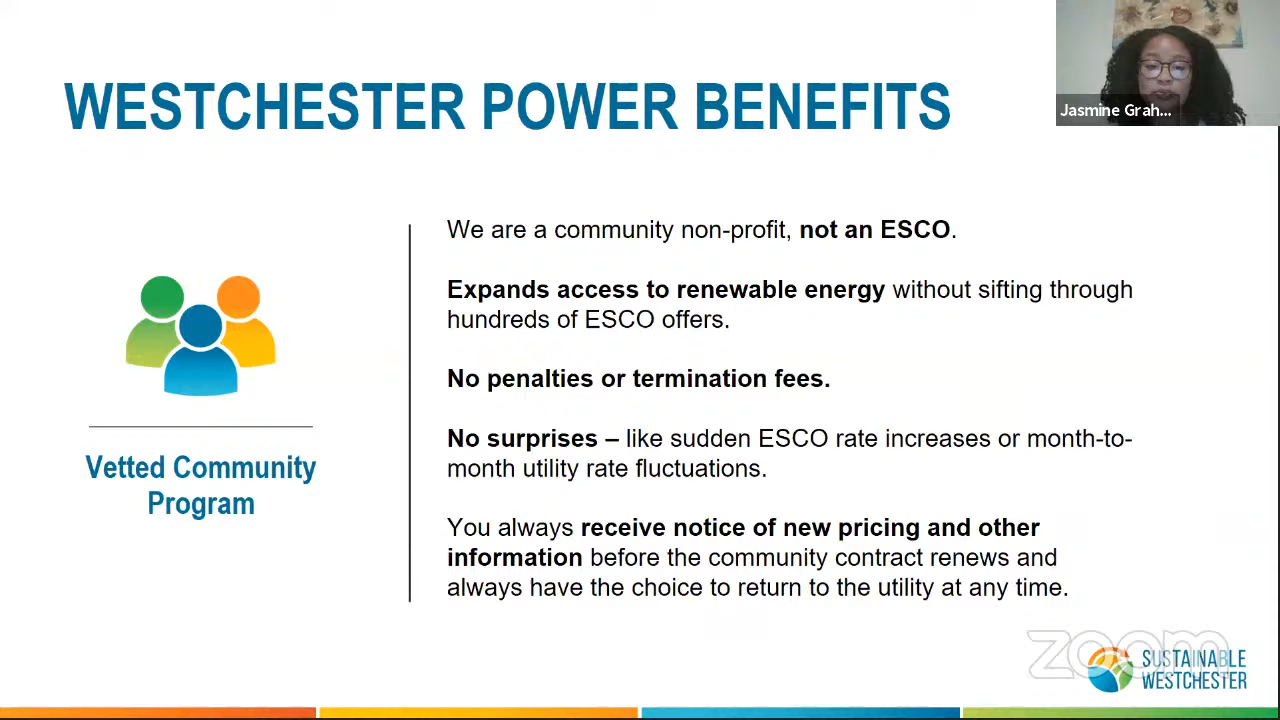 WESTCHESTER POWER BENEFITS
Jasmine Grah...
We are a community non-profit, not an ESCO.
Expands access to renewable energy without sifting through
hundreds of ESCO offers.
No penalties or termination fees.
No surprises – like sudden ESCO rate increases or month-to-
month utility rate fluctuations.
Vetted Community
Program
You always receive notice of new pricing and other
information before the community contract renews and
always have the choice to return to the utility at any time.
zoom
SUSTAINABLE
WESTCHESTER